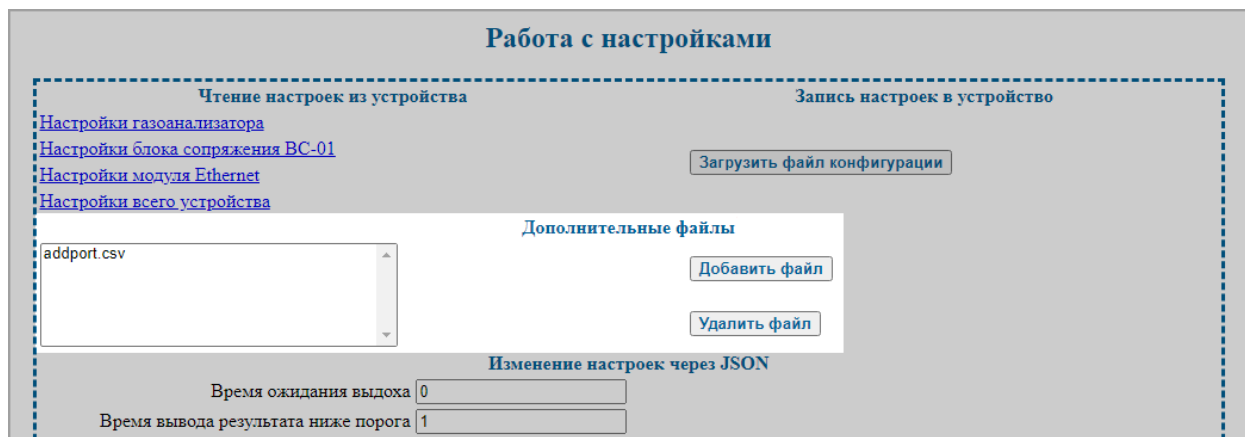 Работа с настройками
Чтение настроек из устройства
Запись настроек в устройство
Настройки газоанализатора
Настройки блока сопряжения ВС-01
Загрузить файл конфигурации
Настройки модуля Ethernet
Настройки всего устройства
Дополнительные файлы
addport.csv
Добавить файл
Удалить файл
Изменение настроек через JSON
Время ожидания выдоха 0
Время вывода результата ниже порога 1